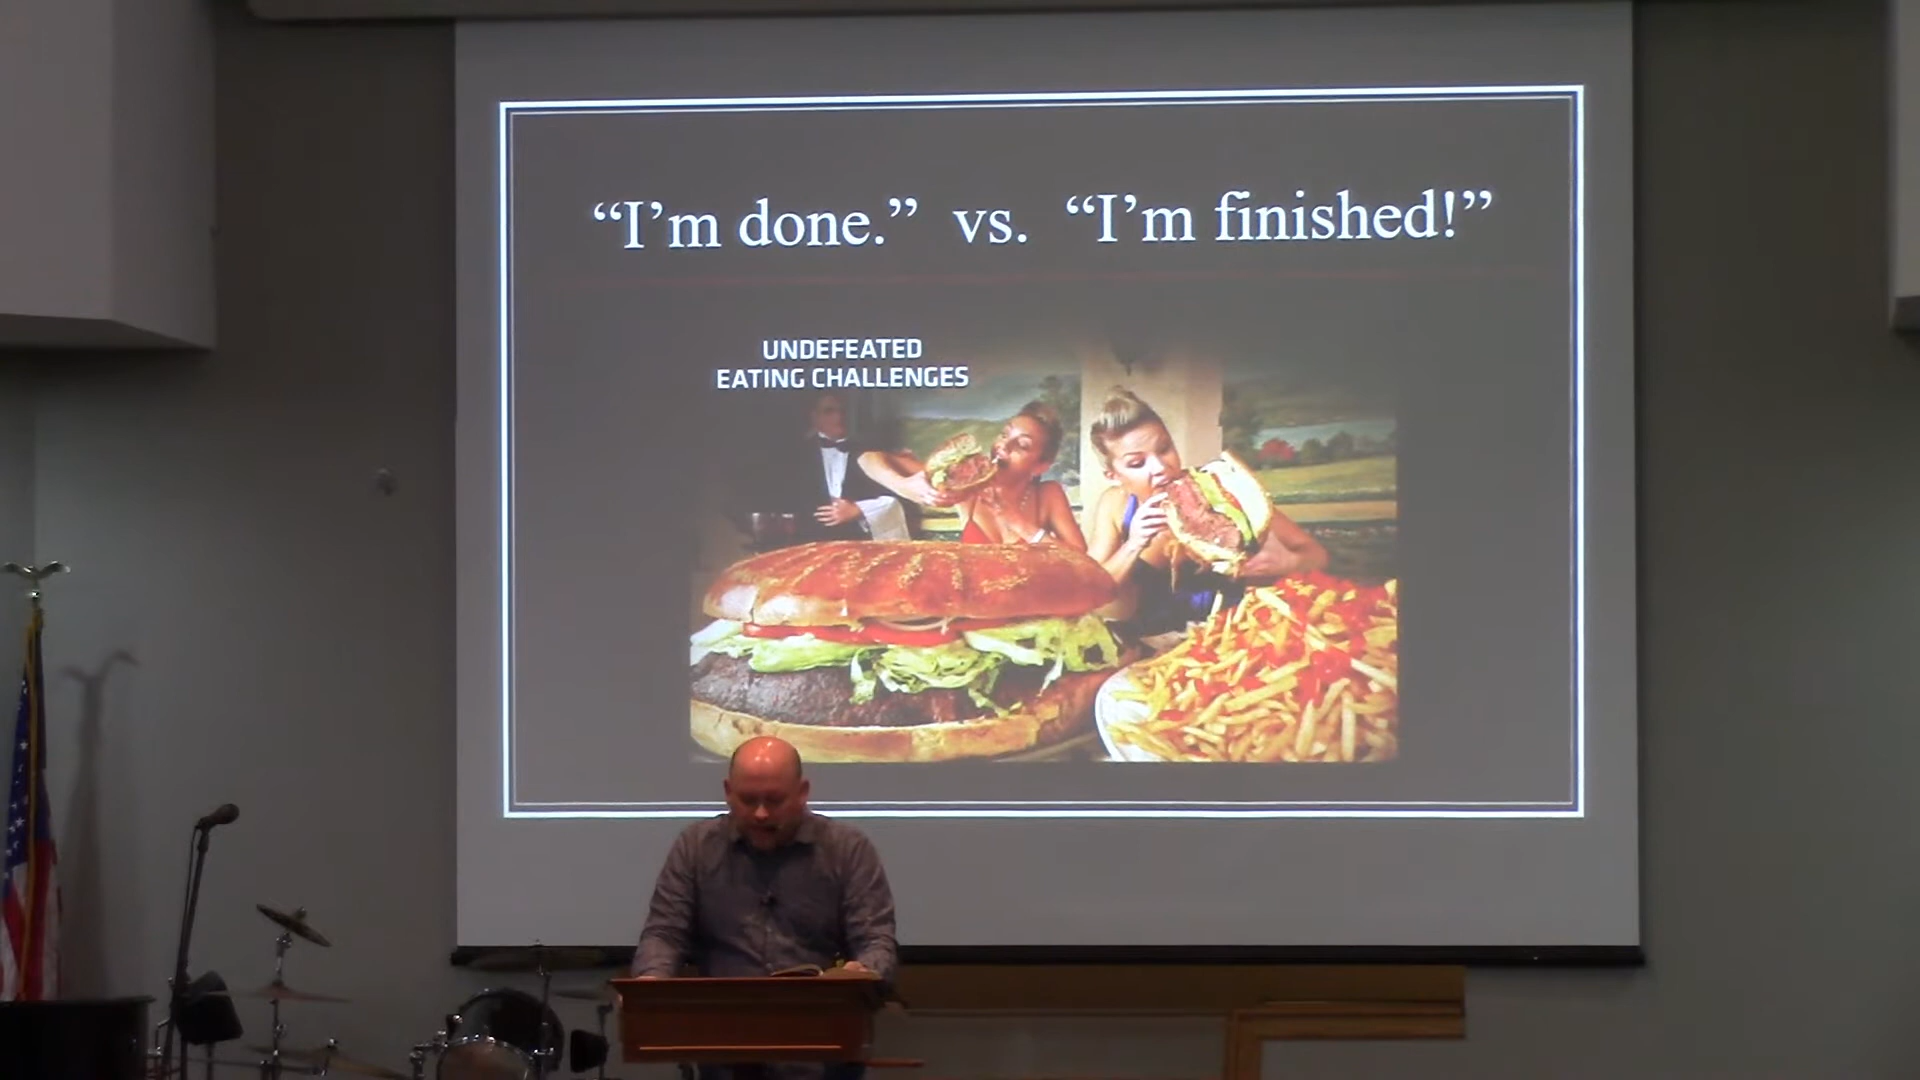 “I’m done.” vs. “I’m finished!”
UNDEFEATED
EATING CHALLENGES